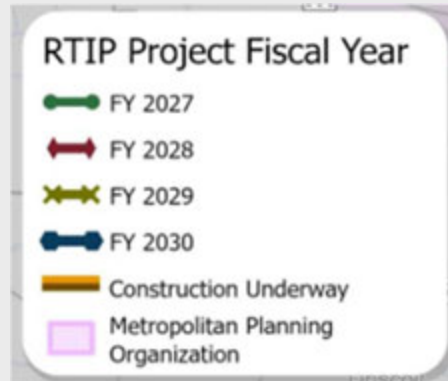 RTIP Project Fiscal Year
FY 2027
FY 2028
FY 2029
FY 2030
Construction Underway
Metropolitan Planning
Organization